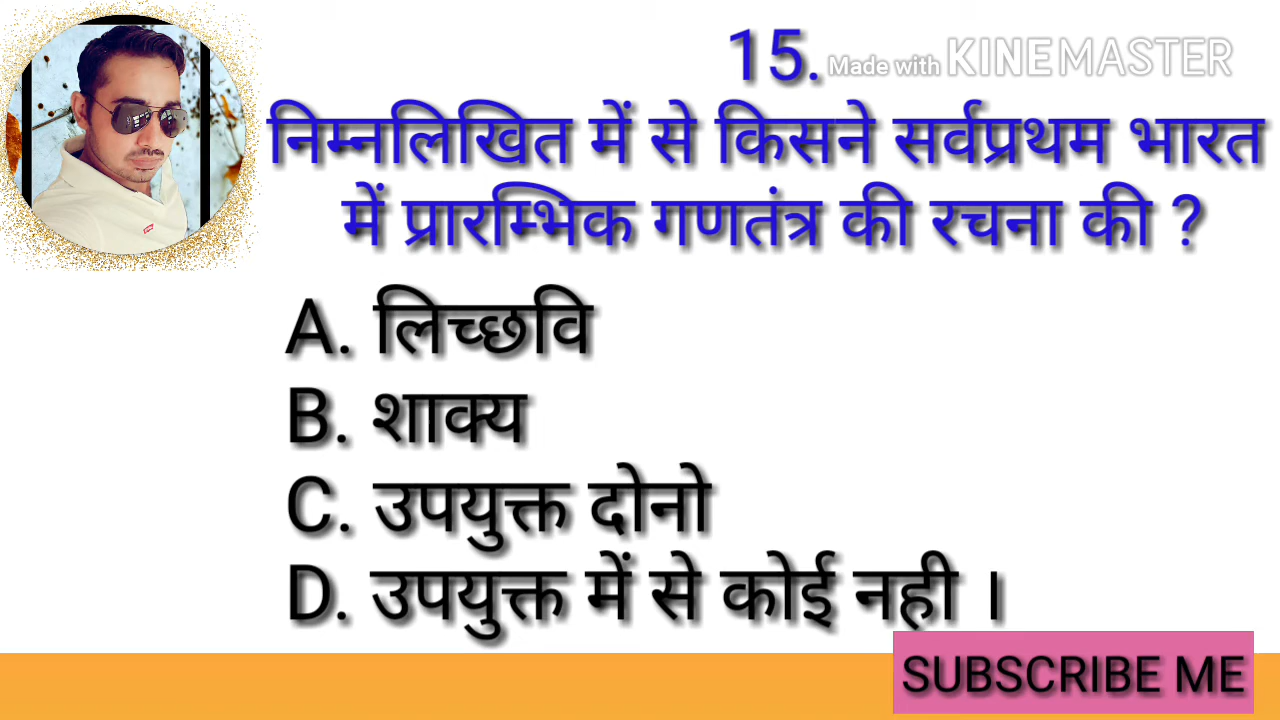 15.
Made with KINEMASTER
निम्नलिखित में से किसने सर्वप्रथम भारत
में प्रारम्भिक गणतंत्र की रचना की ?
A. लिच्छवि
B. शाक्य
C. उपयुक्त दोनो
D. उपयुक्त में से कोई नही ।
SUBSCRIBE ME